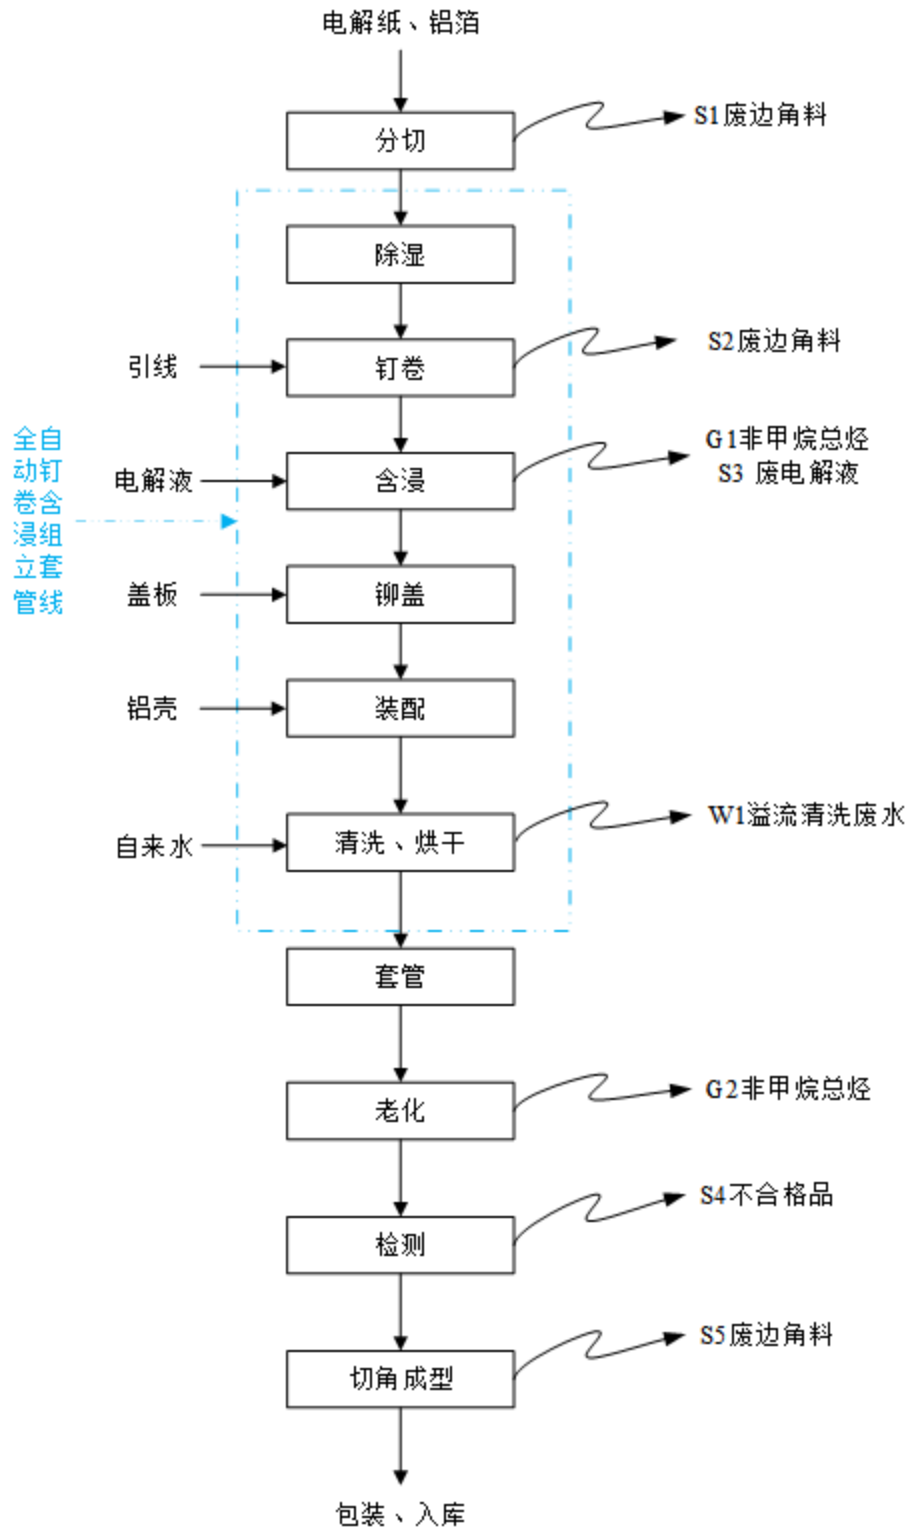 电解纸、铝箔
分切
S1废边角料
除湿
引线
钉卷
S2废边角料
全自
动钉
卷含
浸组
立套
管线
电解液
含浸
G1非甲烷总烃
S3 废电解液
盖板
铆盖
铝壳
装配
自来水
清洗、烘干
W1溢流清洗废水
套管
老化
G2非甲烷总烃
检测
S4不合格品
切角成型
S5废边角料
包装、入库